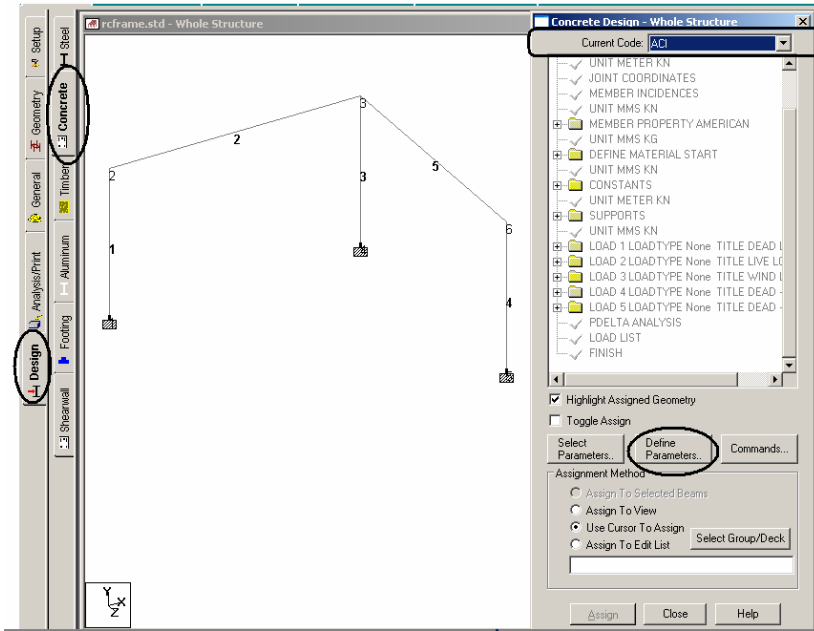 Setup
Geometry
General
Analysis/Print
Design
Steel
Concrete
Timber
Aluminum
Footing
Shearwall
rcframe.std - Whole Structure
3
2
2
5
3
6
1
4
Y
X
Z
Concrete Design - Whole Structure
Current Code: ACI
UNIT METER KN
JOINT COORDINATES
MEMBER INCIDENCES
UNIT MMS KN
MEMBER PROPERTY AMERICAN
UNIT MMS KG
DEFINE MATERIAL START
UNIT MMS KN
CONSTANTS
UNIT METER KN
SUPPORTS
UNIT MMS KN
LOAD 1 LOADTYPE None TITLE DEAD L
LOAD 2 LOADTYPE None TITLE LIVE LO
LOAD 3 LOADTYPE None TITLE WIND L
LOAD 4 LOADTYPE None TITLE DEAD -
LOAD 5 LOADTYPE None TITLE DEAD -
PDELTA ANALYSIS
LOAD LIST
FINISH
Highlight Assigned Geometry
Toggle Assign
Select Parameters..
Define Parameters..
Commands...
Assignment Method
Assign To Selected Beams
Assign To View
Use Cursor To Assign
Assign To Edit List
Select Group/Deck
Assign
Close
Help